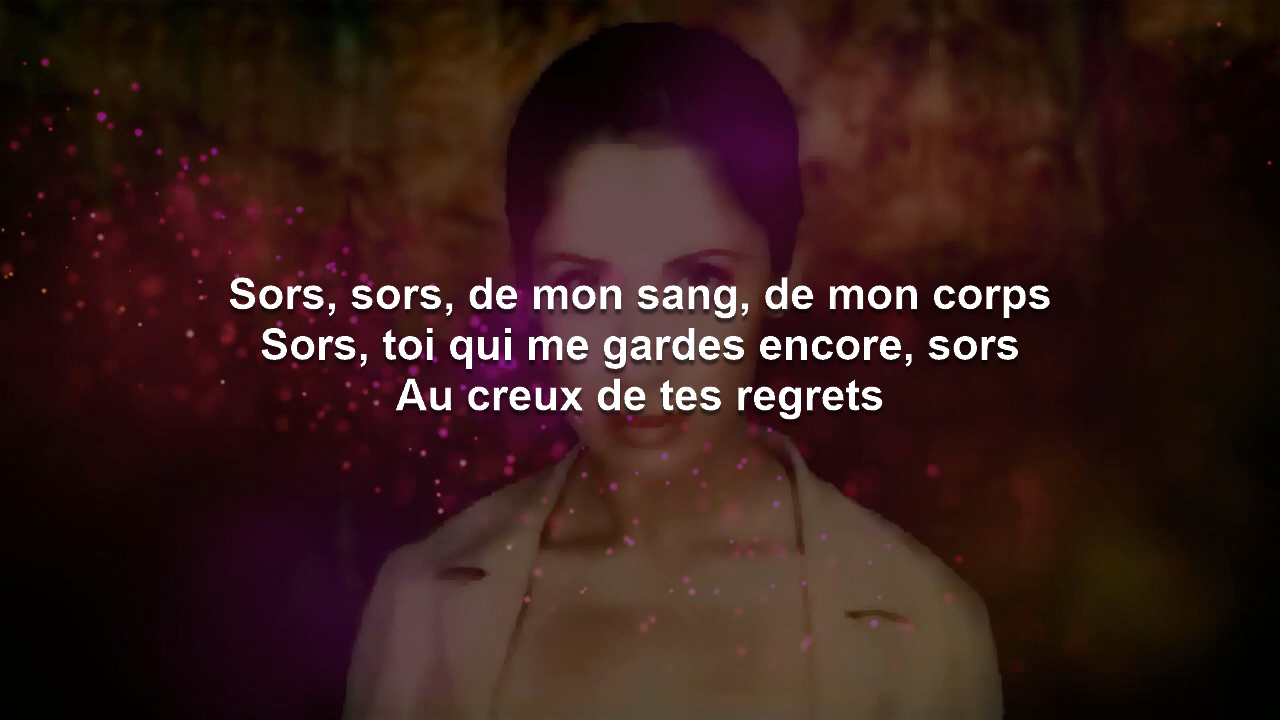 Sors, sors, de mon sang, de mon corps
Sors, toi qui me gardes encore, sors
Au creux de tes regrets